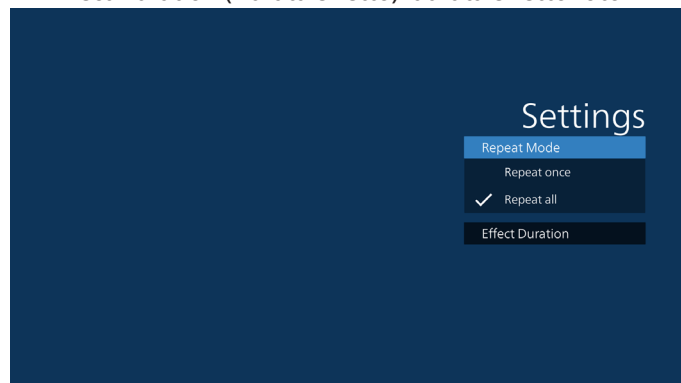 Settings
Repeat Mode
Repeat once
Repeat all
Effect Duration